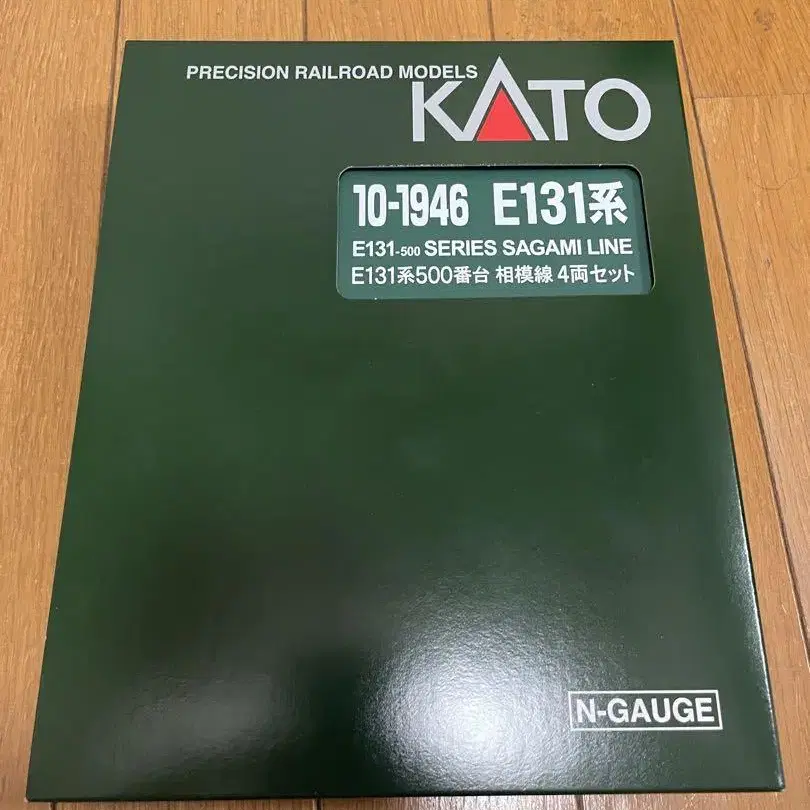 PRECISION RAILROAD MODELS
KATO
10-1946 E131系
E131-500 SERIES SAGAMI LINE
E131系500番台 相模線 4両セット
N-GAUGE